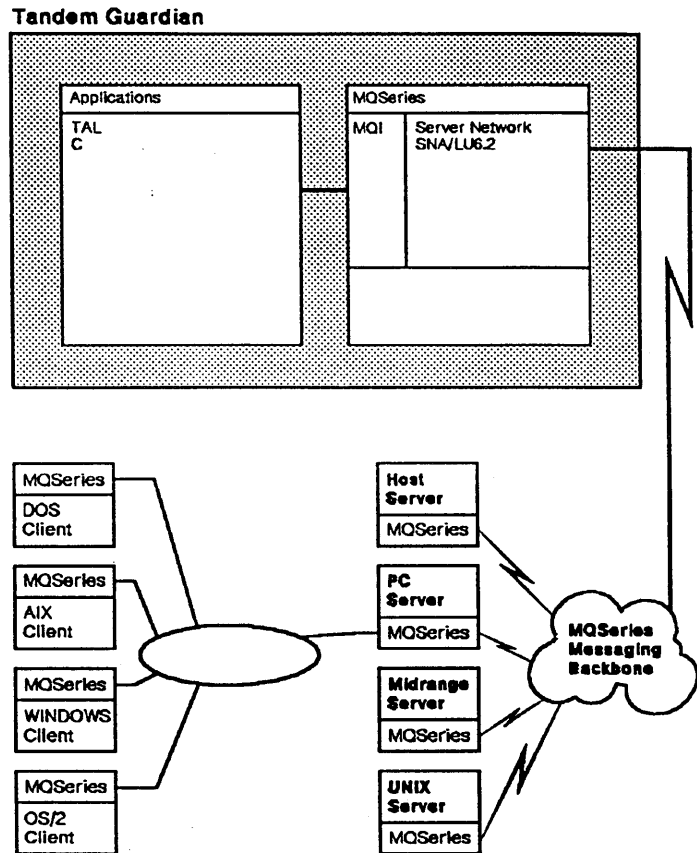 Tandem Guardian
Applications
TAL
C
MQSeries
MQI
Server Network
SNA/LU6.2
MQSeries
DOS
Client
MQSeries
AIX
Client
MQSeries
WINDOWS
Client
MQSeries
OS/2
Client
Host
Server
MQSeries
PC
Server
MQSeries
Midrange
Server
MQSeries
UNIX
Server
MQSeries
MQSeries
Messaging
Backbone